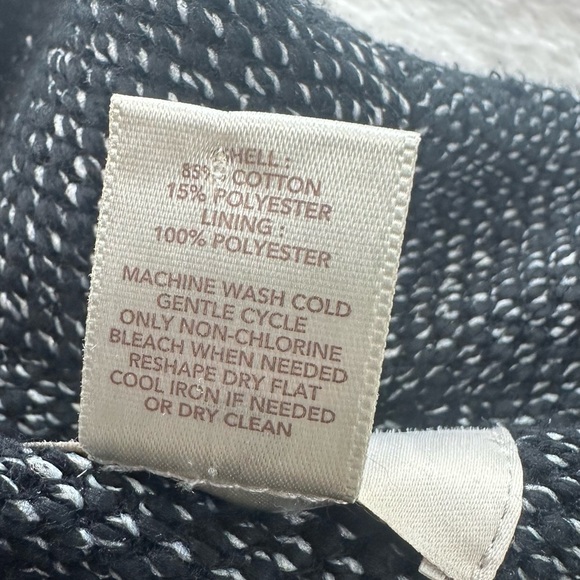 SHELL :
85% COTTON
15% POLYESTER
LINING :
100% POLYESTER
MACHINE WASH COLD
GENTLE CYCLE
ONLY NON-CHLORINE
BLEACH WHEN NEEDED
RESHAPE DRY FLAT
COOL IRON IF NEEDED
OR DRY CLEAN